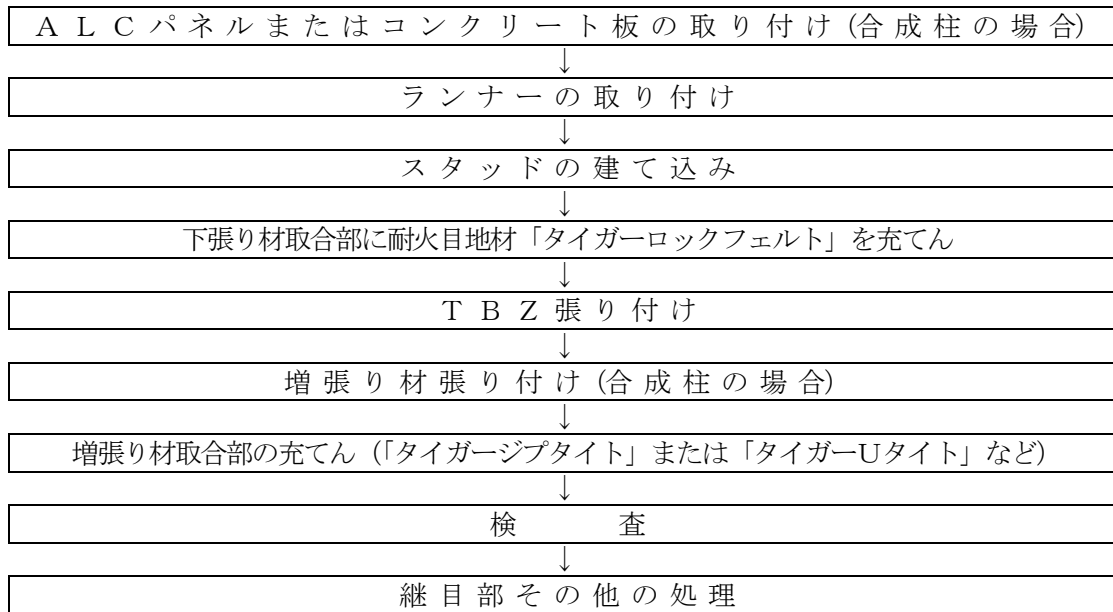 ALCパネルまたはコンクリート板の取り付け(合成柱の場合)
↓
ランナーの取り付け
↓
スタッドの建て込み
↓
下張り材取合部に耐火目地材「タイガーロックフェルト」を充てん
↓
TBZ張り付け
↓
増張り材張り付け(合成柱の場合)
↓
増張り材取合部の充てん(「タイガージプタイト」または「タイガーUタイト」など)
↓
検査
↓
継目部その他の処理